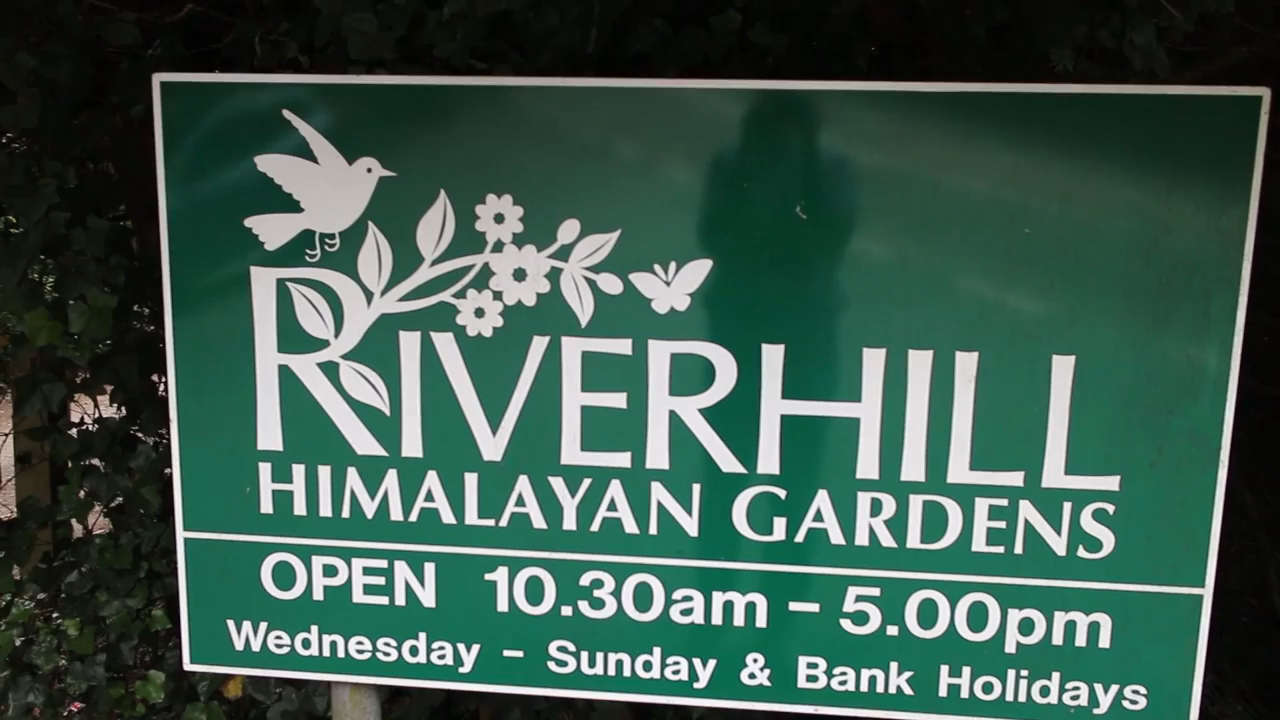 RIVERHILL
HIMALAYAN GARDENS
OPEN 10.30am – 5.00pm
Wednesday – Sunday & Bank Holidays